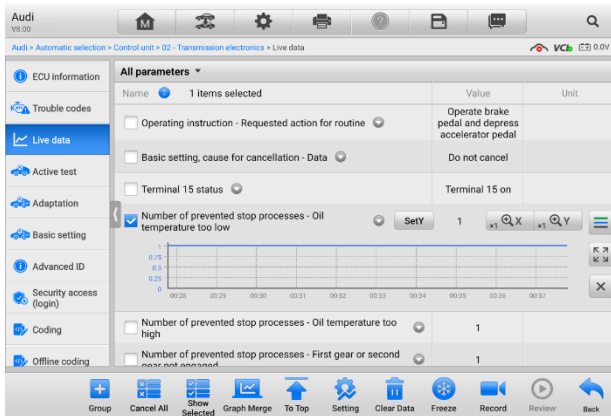 Audi
V8.00
M
?
Audi > Automatic selection > Control unit > 02 - Transmission electronics > Live data
VCI 0.0V
ECU information
Trouble codes
Live data
Active test
Adaptation
Basic setting
Advanced ID
Security access
(login)
Coding
Offline coding
All parameters
Name 1 items selected Value Unit
Operating instruction - Requested action for routine
Operate brake
pedal and depress
accelerator pedal
Basic setting, cause for cancellation - Data Do not cancel
Terminal 15 status Terminal 15 on
Number of prevented stop processes - Oil
temperature too low
SetY 1 ×1 X ×1 Y
1
0.75
0.5
0.25
0
00:28 00:29 00:30 00:31 00:32 00:33 00:34 00:35 00:36 00:37
Number of prevented stop processes - Oil temperature too
high
1
Number of prevented stop processes - First gear or second
gear not engaged
1
Group Cancel All Show
Selected Graph Merge To Top Setting Clear Data Freeze Record Review Back